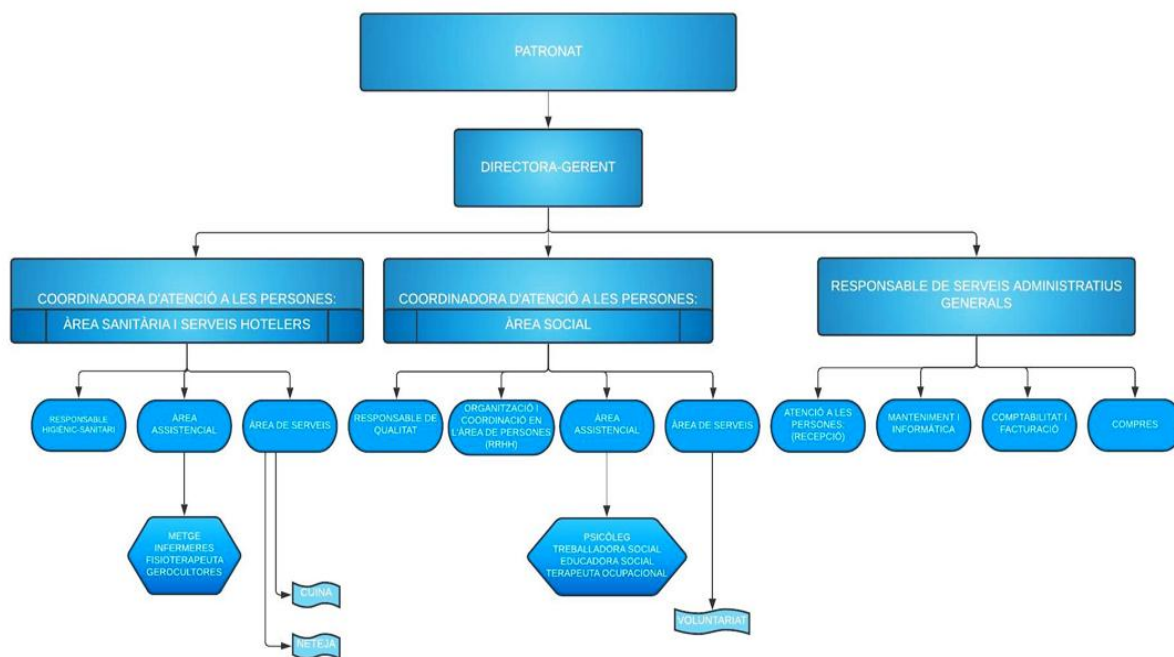 PATRONAT
DIRECTORA-GERENT
COORDINADORA D'ATENCIÓ A LES PERSONES:
ÀREA SANITÀRIA I SERVEIS HOTELERS
COORDINADORA D'ATENCIÓ A LES PERSONES:
ÀREA SOCIAL
RESPONSABLE DE SERVEIS ADMINISTRATIUS
GENERALS
RESPONSABLE
HIGIÈNIC-SANITARI
ÀREA
ASSISTENCIAL
ÀREA DE SERVEIS
RESPONSABLE DE
QUALITAT
ORGANITZACIÓ I
COORDINACIÓ EN
L'ÀREA DE PERSONES
(RRHH)
ÀREA
ASSISTENCIAL
ÀREA DE SERVEIS
ATENCIÓ A LES
PERSONES.
(RECEPCIÓ)
MANTENIMENT I
INFORMÀTICA
COMPTABILITAT I
FACTURACIÓ
COMPRES
METGE
INFERMERES
FISIOTERAPEUTA
GEROCULTORES
PSICÒLEG
TREBALLADORA SOCIAL
EDUCADORA SOCIAL
TERAPEUTA OCUPACIONAL
CUINA
NETEJA
VOLUNTARIAT